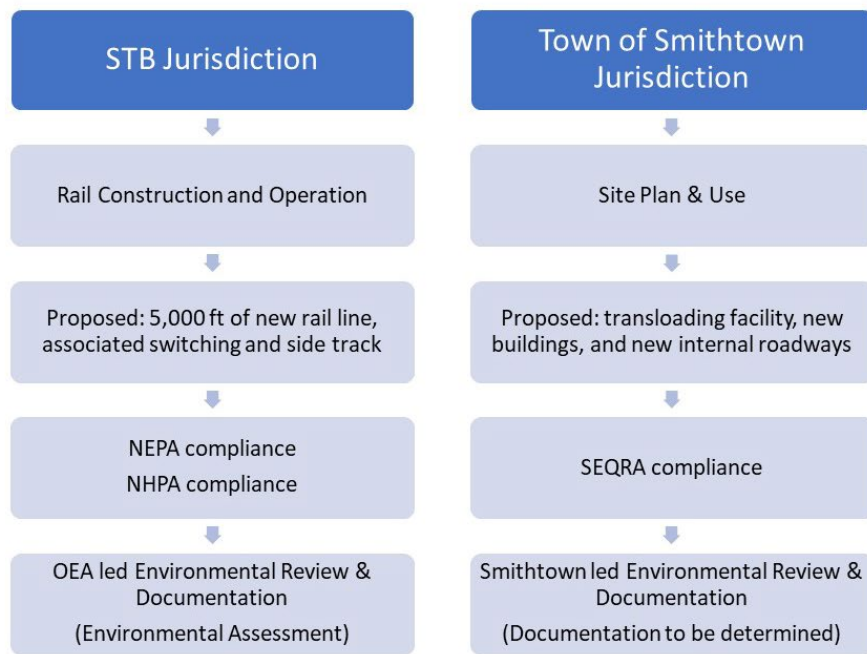 STB Jurisdiction
Rail Construction and Operation
Proposed: 5,000 ft of new rail line,
associated switching and side track
NEPA compliance
NHPA compliance
OEA led Environmental Review &
Documentation
(Environmental Assessment)
Town of Smithtown
Jurisdiction
Site Plan & Use
Proposed: transloading facility, new
buildings, and new internal roadways
SEQRA compliance
Smithtown led Environmental Review &
Documentation
(Documentation to be determined)